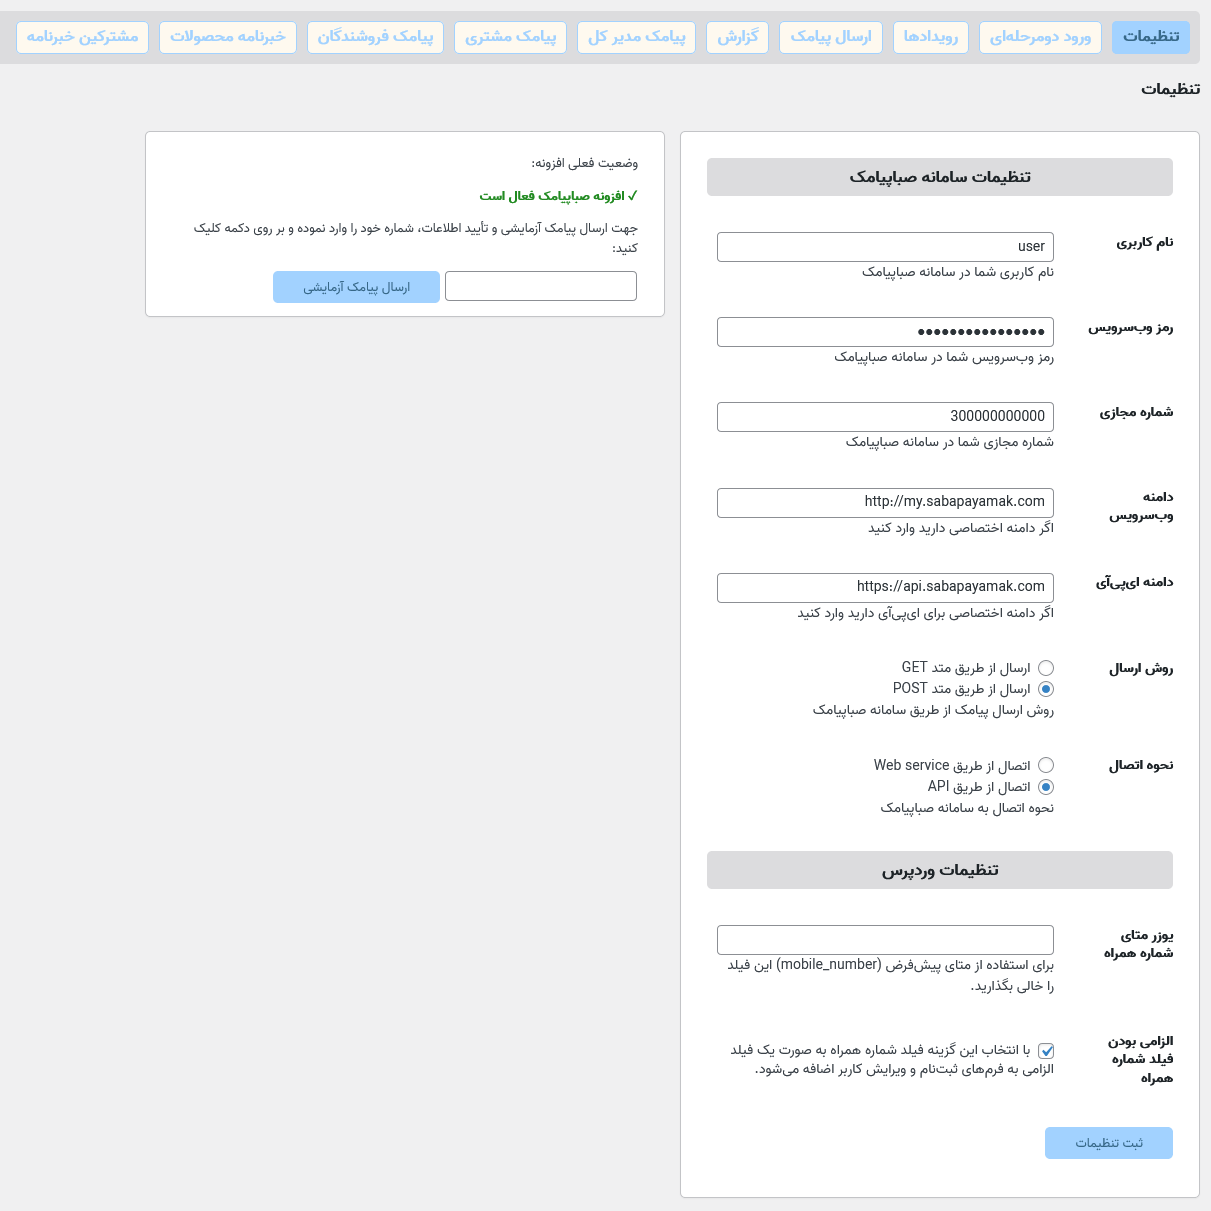 تنظیمات
ورود دومرحله‌ای
رویدادها
ارسال پیامک
گزارش
پیامک مدیر کل
پیامک مشتری
پیامک فروشندگان
خبرنامه محصولات
مشترکین خبرنامه
تنظیمات
تنظیمات سامانه صباپیامک
نام کاربری
user
نام کاربری شما در سامانه صباپیامک
رمز وب‌سرویس
••••••••••••••••
رمز وب‌سرویس شما در سامانه صباپیامک
شماره مجازی
300000000000
شماره مجازی شما در سامانه صباپیامک
دامنه
وب‌سرویس
http://my.sabapayamak.com
اگر دامنه اختصاصی دارید وارد کنید
دامنه ای‌پی‌آی
https://api.sabapayamak.com
اگر دامنه اختصاصی برای ای‌پی‌آی دارید وارد کنید
روش ارسال
ارسال از طریق متد GET
ارسال از طریق متد POST
روش ارسال پیامک از طریق سامانه صباپیامک
نحوه اتصال
اتصال از طریق Web service
اتصال از طریق API
نحوه اتصال به سامانه صباپیامک
تنظیمات وردپرس
یوزر متای
شماره همراه
برای استفاده از متای پیش‌فرض (mobile_number) این فیلد
را خالی بگذارید.
الزامی بودن
فیلد شماره
همراه
با انتخاب این گزینه فیلد شماره همراه به صورت یک فیلد
الزامی به فرم‌های ثبت‌نام و ویرایش کاربر اضافه می‌شود.
ثبت تنظیمات
وضعیت فعلی افزونه:
✓ افزونه صباپیامک فعال است
جهت ارسال پیامک آزمایشی و تأیید اطلاعات، شماره خود را وارد نموده و بر روی دکمه کلیک
کنید:
ارسال پیامک آزمایشی